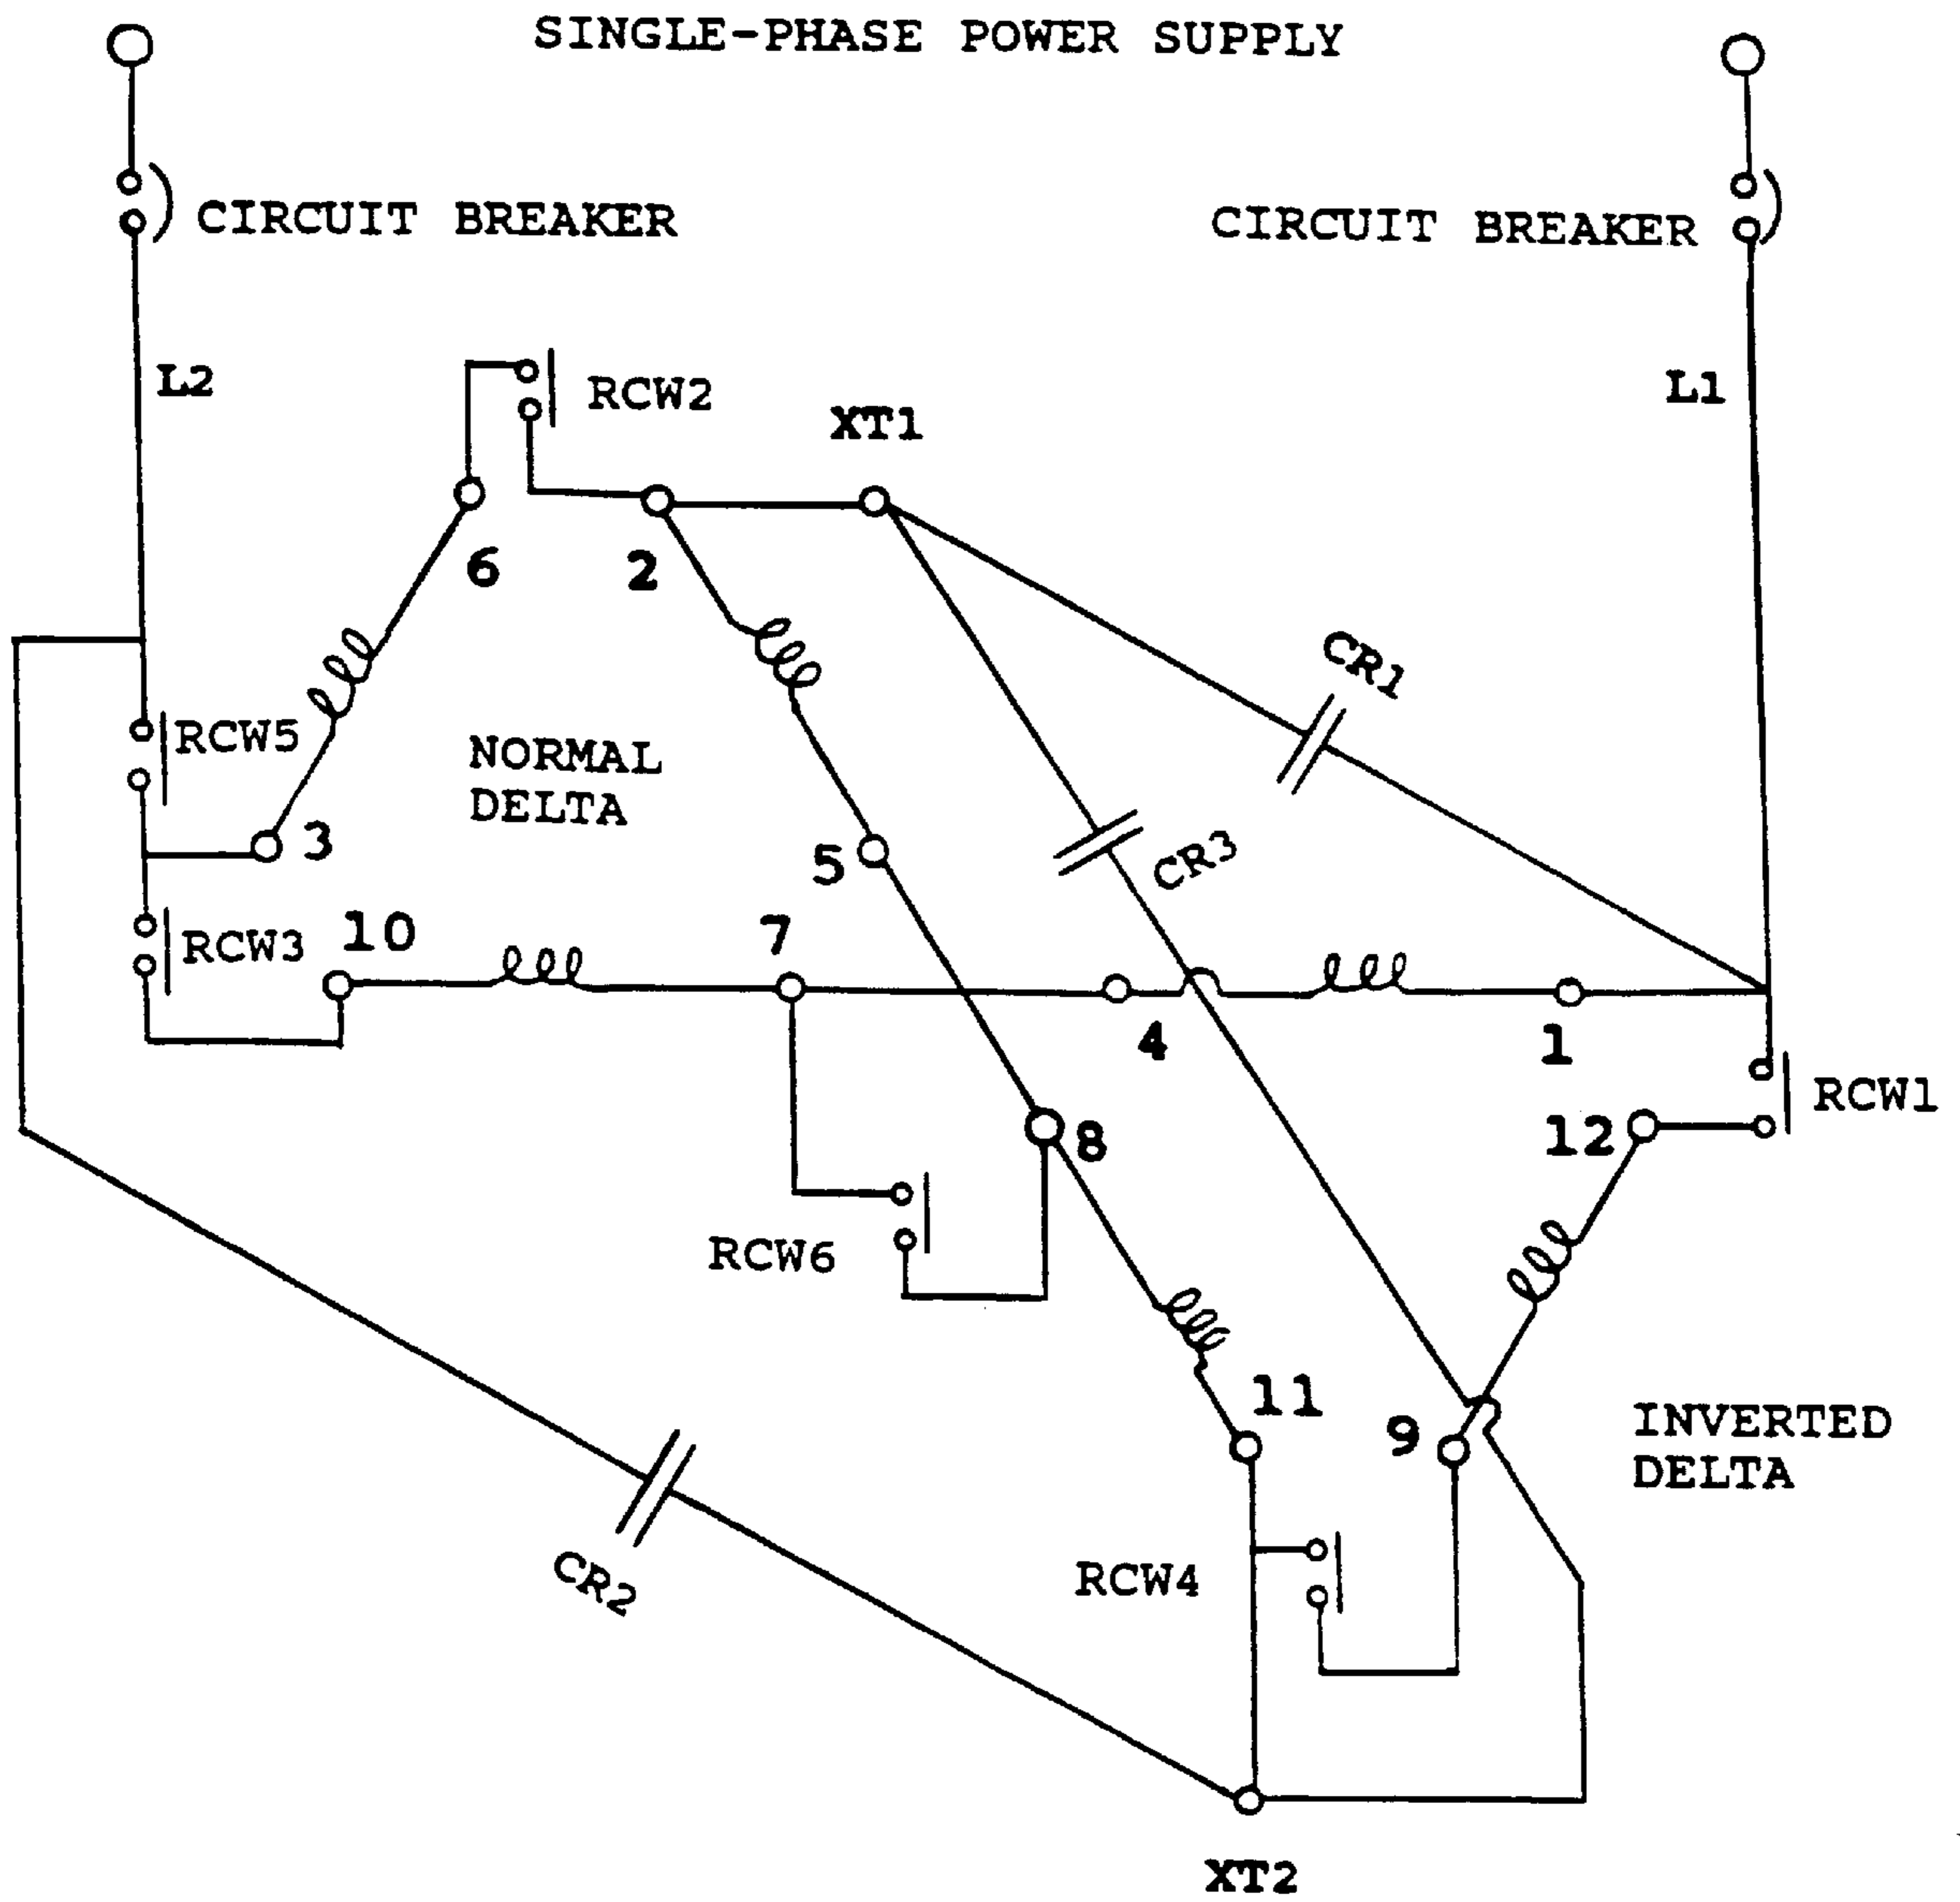 SINGLE-PHASE POWER SUPPLY
CIRCUIT BREAKER
CIRCUIT BREAKER
L2
RCW2
XT1
L1
6
2
CR1
RCW5
NORMAL
DELTA
3
5
CR3
10
7
RCW3
4
1
RCW1
12
8
RCW6
11
9
INVERTED
DELTA
RCW4
CR2
XT2